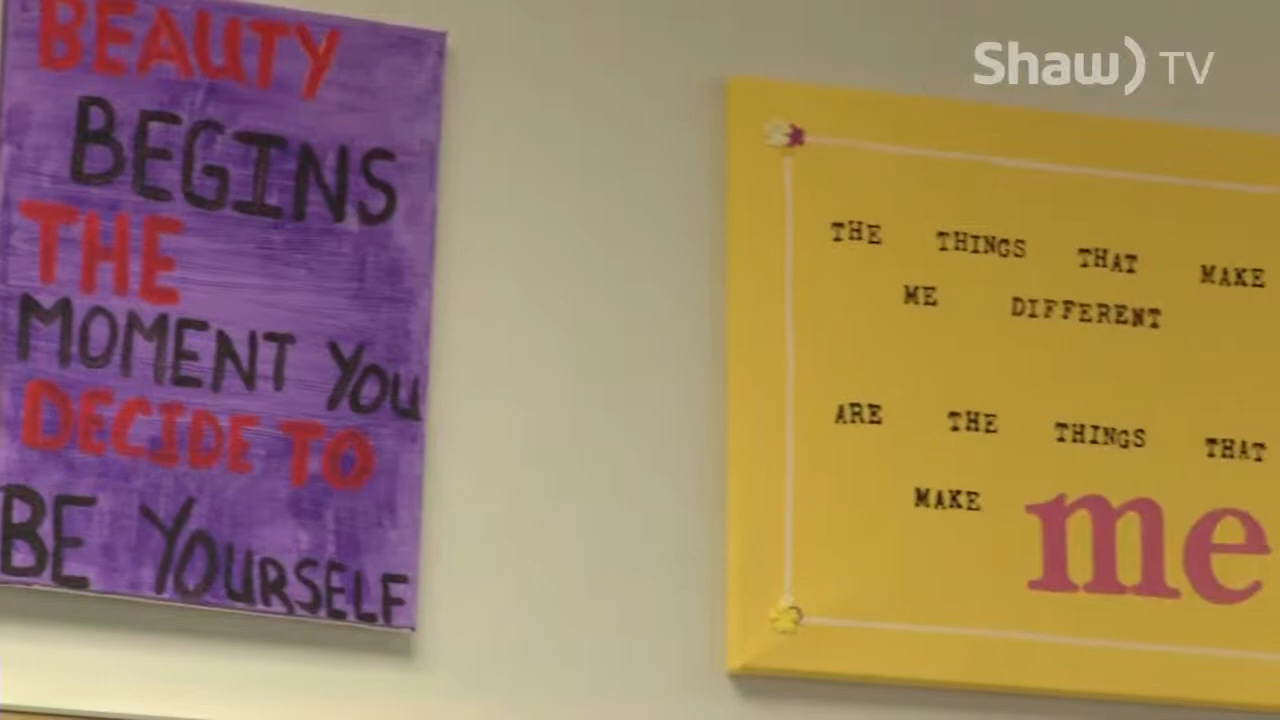 BEAUTY
BEGINS
THE
MOMENT YOU
DECIDE TO
BE YOURSELF
Shaw) TV
THE THINGS THAT MAKE
ME DIFFERENT
ARE THE THINGS THAT
MAKE me